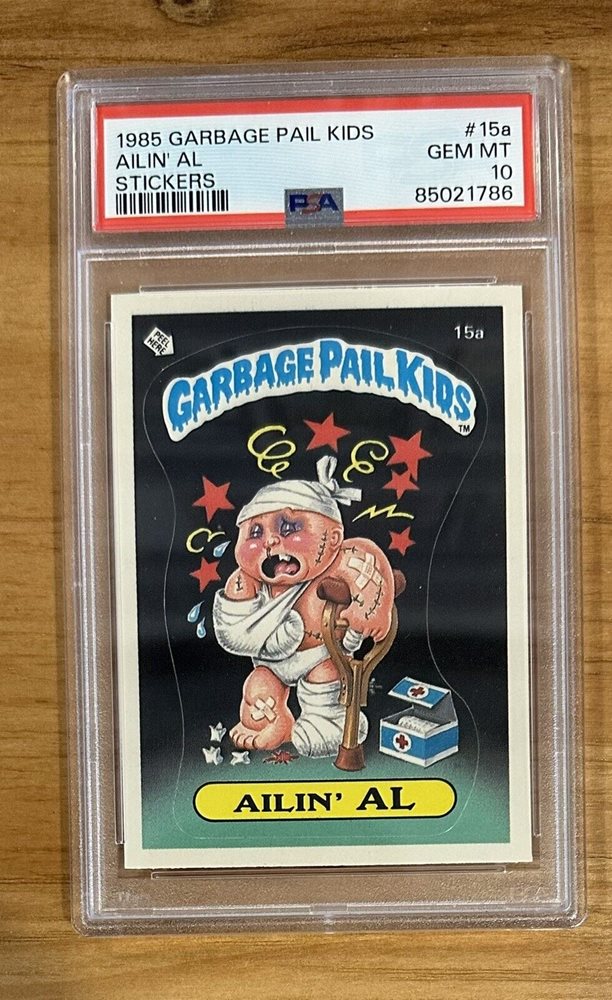 1985 GARBAGE PAIL KIDS #15a
AILIN' AL GEM MT
STICKERS 10
PSA 85021786
PEEL HERE
15a
GARBAGE PAIL KIDS
TM
AILIN' AL